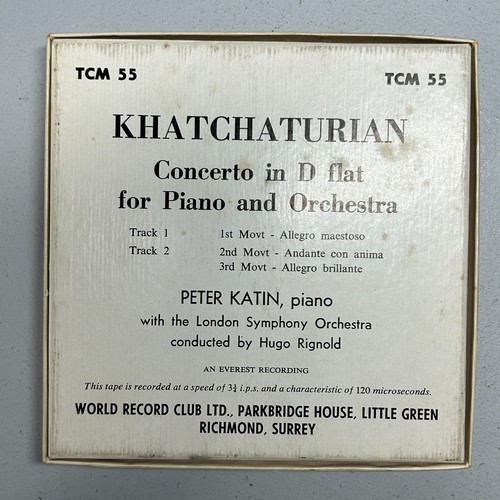 TCM 55 TCM 55
KHATCHATURIAN
Concerto in D flat
for Piano and Orchestra
Track 1 1st Movt - Allegro maestoso
Track 2 2nd Movt - Andante con anima
3rd Movt - Allegro brillante
PETER KATIN, piano
with the London Symphony Orchestra
conducted by Hugo Rignold
AN EVEREST RECORDING
This tape is recorded at a speed of 3¾ i.p.s. and a characteristic of 120 microseconds.
WORLD RECORD CLUB LTD., PARKBRIDGE HOUSE, LITTLE GREEN
RICHMOND, SURREY